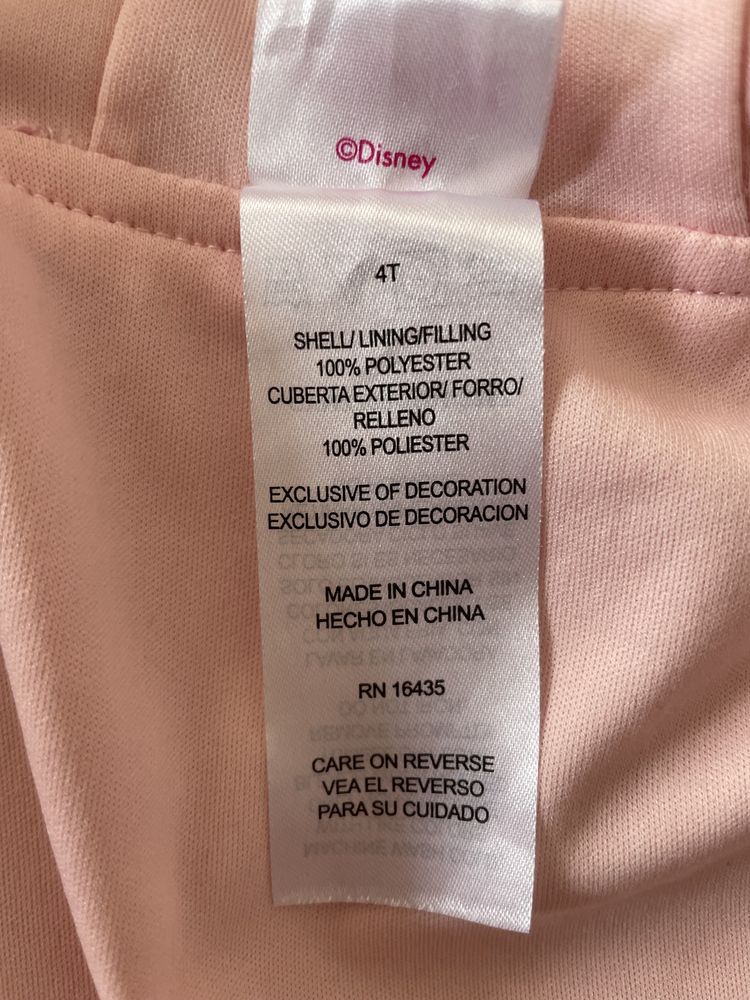 ©Disney
4T
SHELL/ LINING/FILLING
100% POLYESTER
CUBERTA EXTERIOR/ FORRO/
RELLENO
100% POLIESTER
EXCLUSIVE OF DECORATION
EXCLUSIVO DE DECORACION
MADE IN CHINA
HECHO EN CHINA
RN 16435
CARE ON REVERSE
VEA EL REVERSO
PARA SU CUIDADO